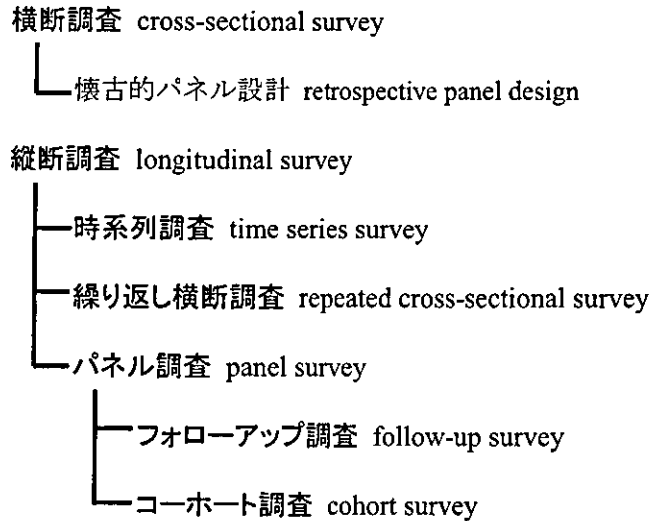 横断調査 cross-sectional survey
懐古的パネル設計 retrospective panel design
縦断調査 longitudinal survey
時系列調査 time series survey
繰り返し横断調査 repeated cross-sectional survey
パネル調査 panel survey
フォローアップ調査 follow-up survey
コーホート調査 cohort survey